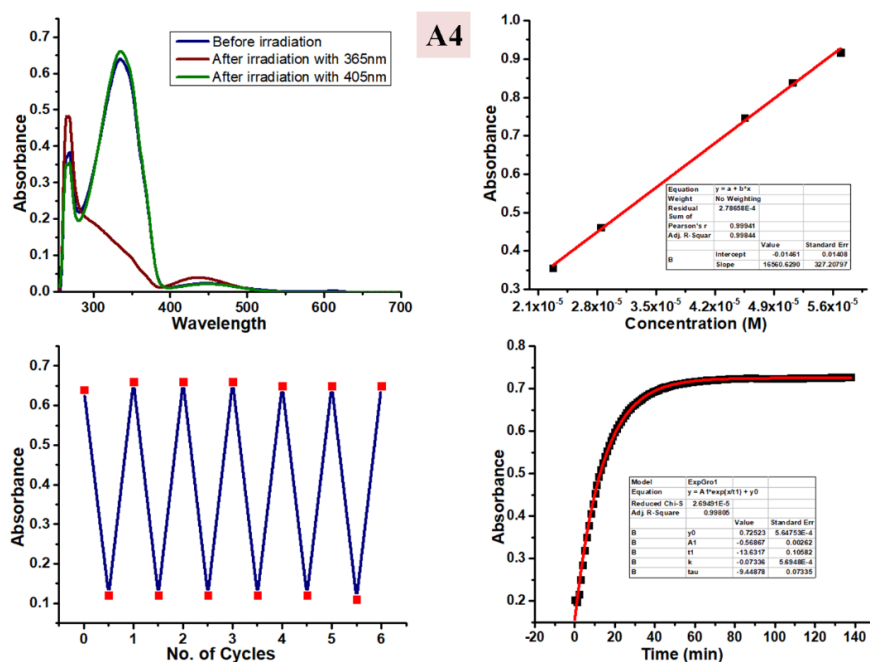 A4
Before irradiation
After irradiation with 365nm
After irradiation with 405nm
Absorbance
0.7
0.6
0.5
0.4
0.3
0.2
0.1
0.0
300 400 500 600 700
Wavelength
Absorbance
1.0
0.9
0.8
0.7
0.6
0.5
0.4
0.3
Equation y = a + b*x
Weight No Weighting
Residual Sum of 2.78658E-4
Pearson's r 0.99941
Adj. R-Squar 0.99844
Value Standard Err
B Intercept -0.01461 0.01408
Slope 16560.6290 327.20797
2.1x10⁻⁵ 2.8x10⁻⁵ 3.5x10⁻⁵ 4.2x10⁻⁵ 4.9x10⁻⁵ 5.6x10⁻⁵
Concentration (M)
Absorbance
0.7
0.6
0.5
0.4
0.3
0.2
0.1
0 1 2 3 4 5 6
No. of Cycles
Absorbance
0.8
0.7
0.6
0.5
0.4
0.3
0.2
Model ExpGro1
Equation y = A1*exp(x/t1) + y0
Reduced Chi-S 2.69491E-5
Adj. R-Square 0.99805
Value Standard Err
B y0 0.72523 5.64753E-4
B A1 -0.56867 0.00262
B t1 -13.6317 0.10582
B k -0.07336 5.6948E-4
B tau -9.44878 0.07335
-20 0 20 40 60 80 100 120 140
Time (min)